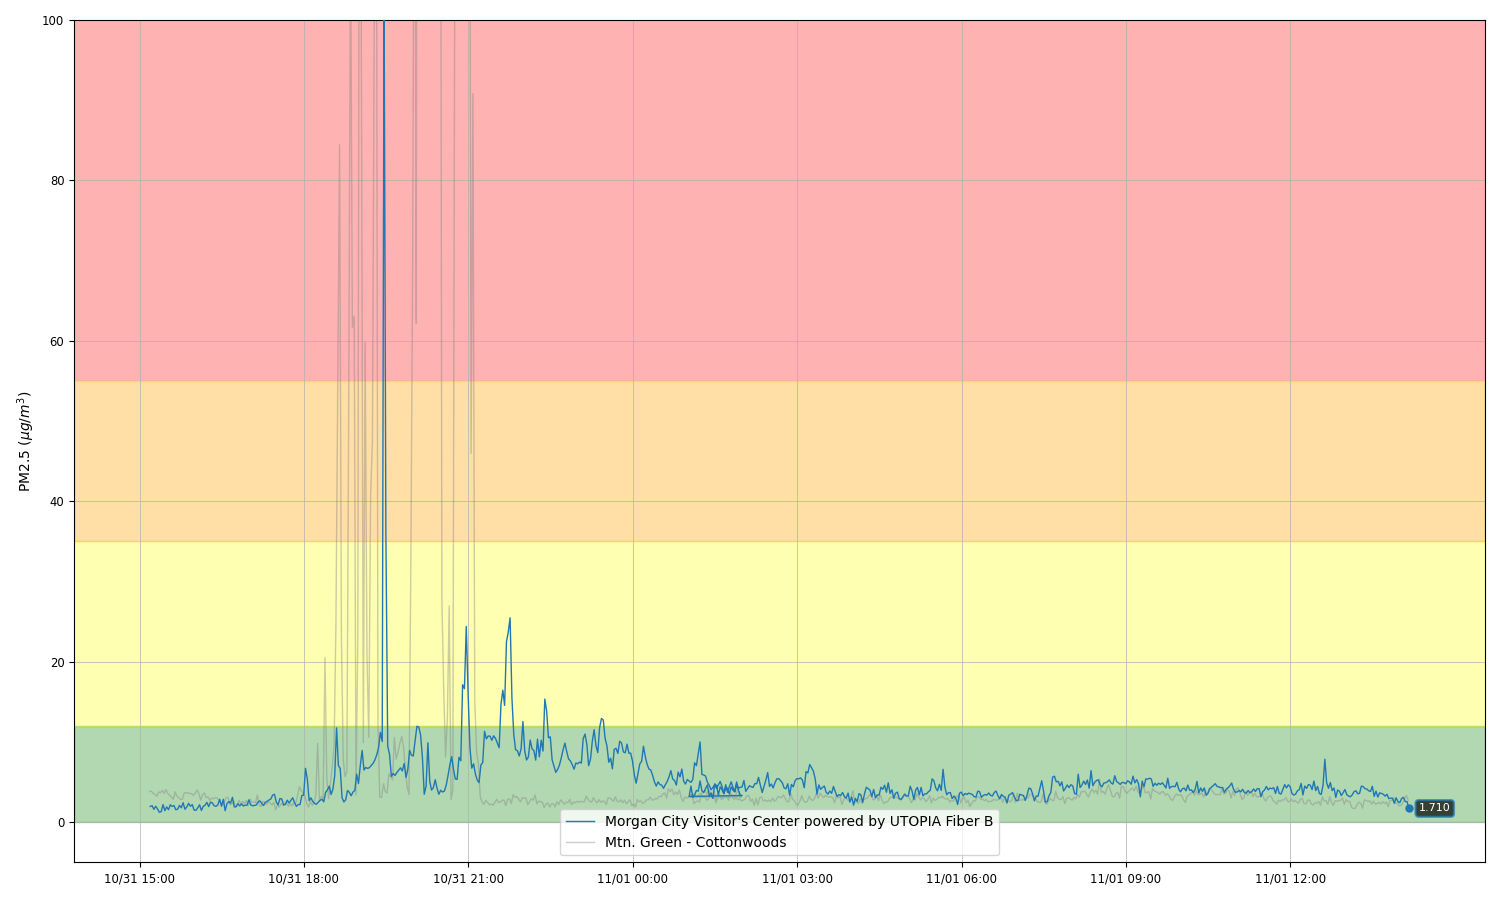 100
80
60
40
20
0
PM2.5 (μg/m³)
1.710
Morgan City Visitor's Center powered by UTOPIA Fiber B
Mtn. Green - Cottonwoods
10/31 15:00 10/31 18:00 10/31 21:00 11/01 00:00 11/01 03:00 11/01 06:00 11/01 09:00 11/01 12:00